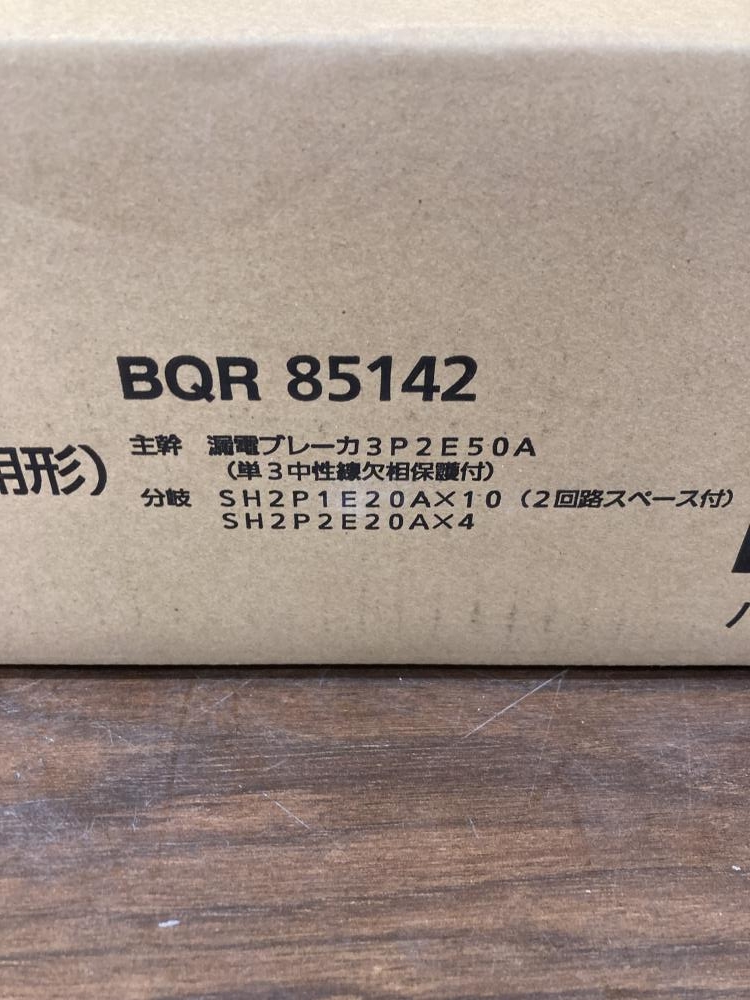 BQR 85142
主幹 漏電ブレーカ3P2E50A
(単3中性線欠相保護付)
用形)
分岐 SH2P1E20A×10 (2回路スペース付)
SH2P2E20A×4